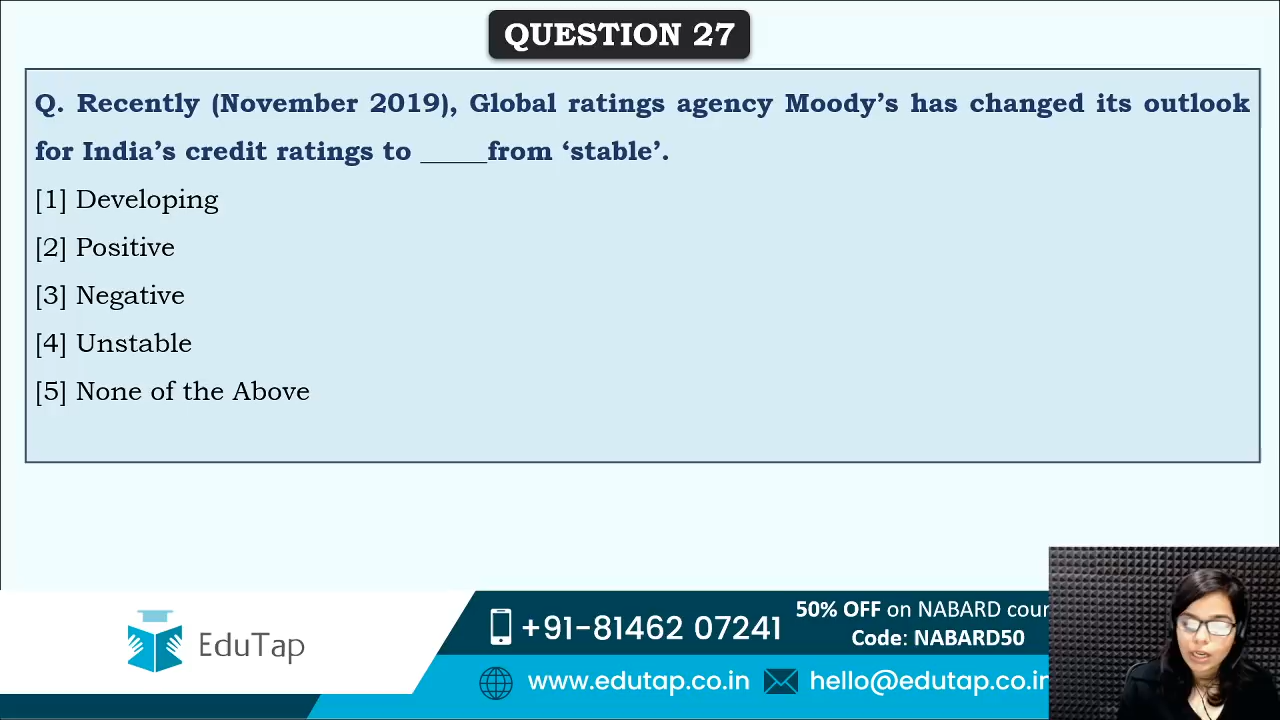 QUESTION 27
Q. Recently (November 2019), Global ratings agency Moody’s has changed its outlook
for India’s credit ratings to _____from ‘stable’.
[1] Developing
[2] Positive
[3] Negative
[4] Unstable
[5] None of the Above
EduTap
+91-81462 07241
50% OFF on NABARD cour
Code: NABARD50
www.edutap.co.in
hello@edutap.co.in